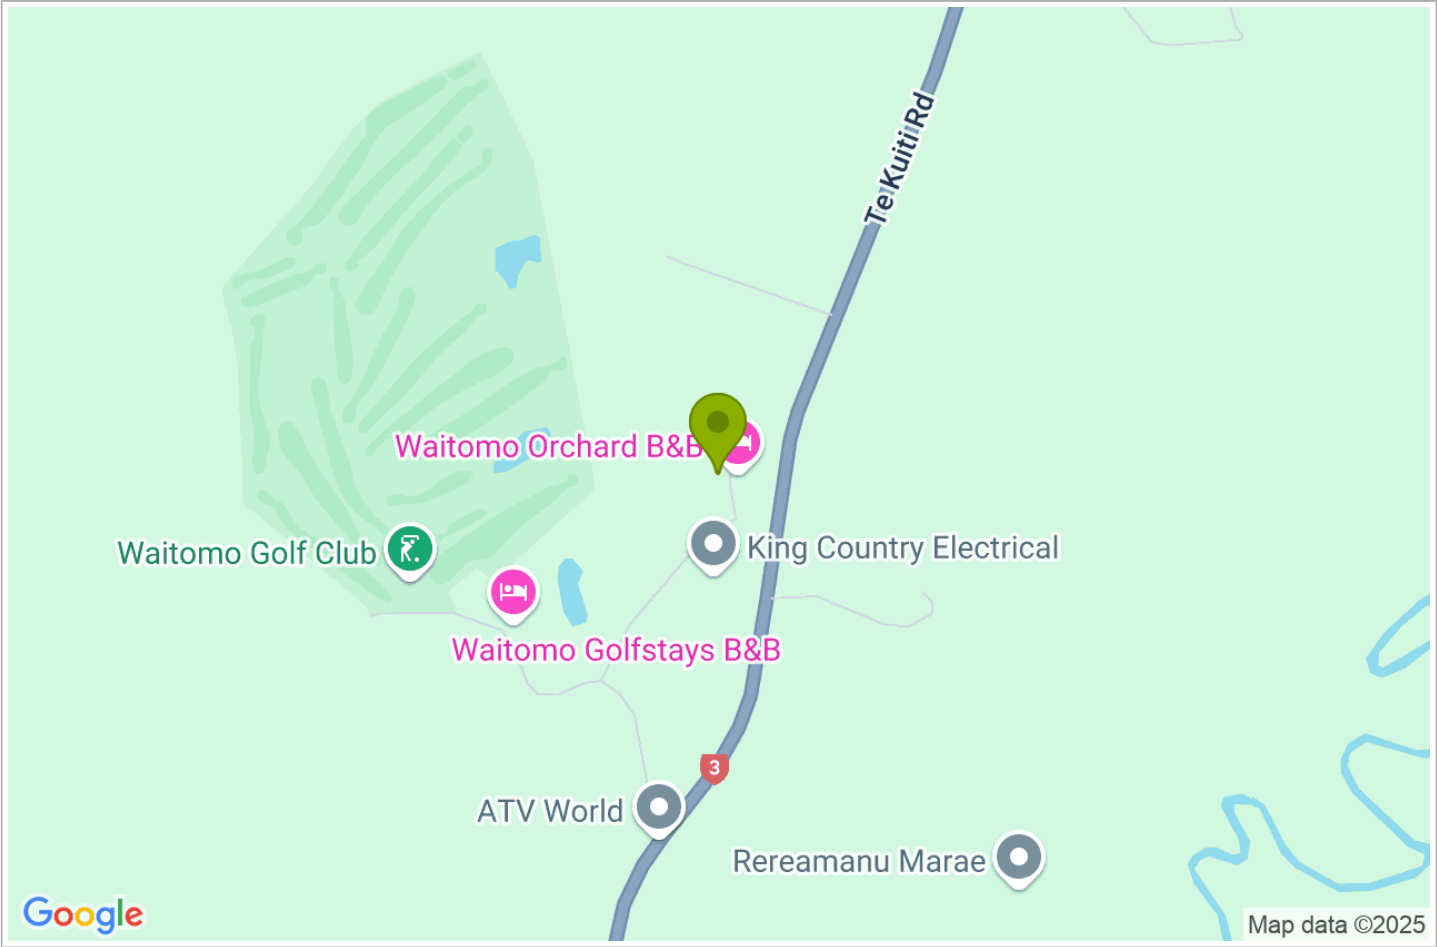 Te Kuiti Rd
Waitomo Orchard B&B
Waitomo Golf Club
King Country Electrical
Waitomo Golfstays B&B
3
ATV World
Rereamanu Marae
Google
Map data ©2025